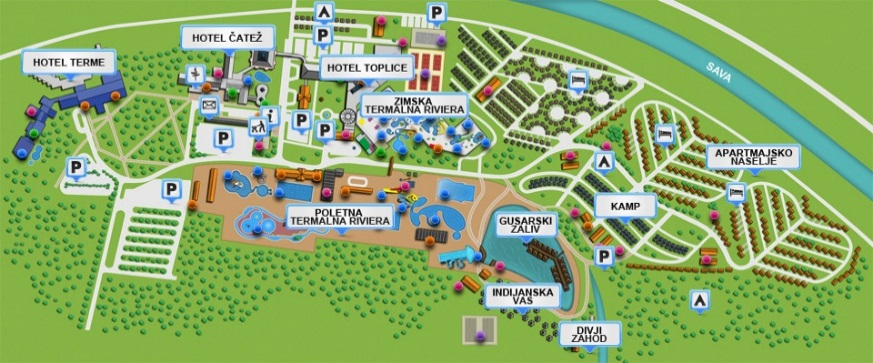 P
P
P
HOTEL ČATEŽ
HOTEL TERME
HOTEL TOPLICE
SAVA
ZIMSKA
TERMALNA RIVIERA
i
P
P
P
P
P
APARTMAJSKO
NASELJE
KAMP
POLETNA
TERMALNA RIVIERA
GUSARSKI
ZALIV
P
INDIJANSKA
VAS
DIVJI
ZAHOD